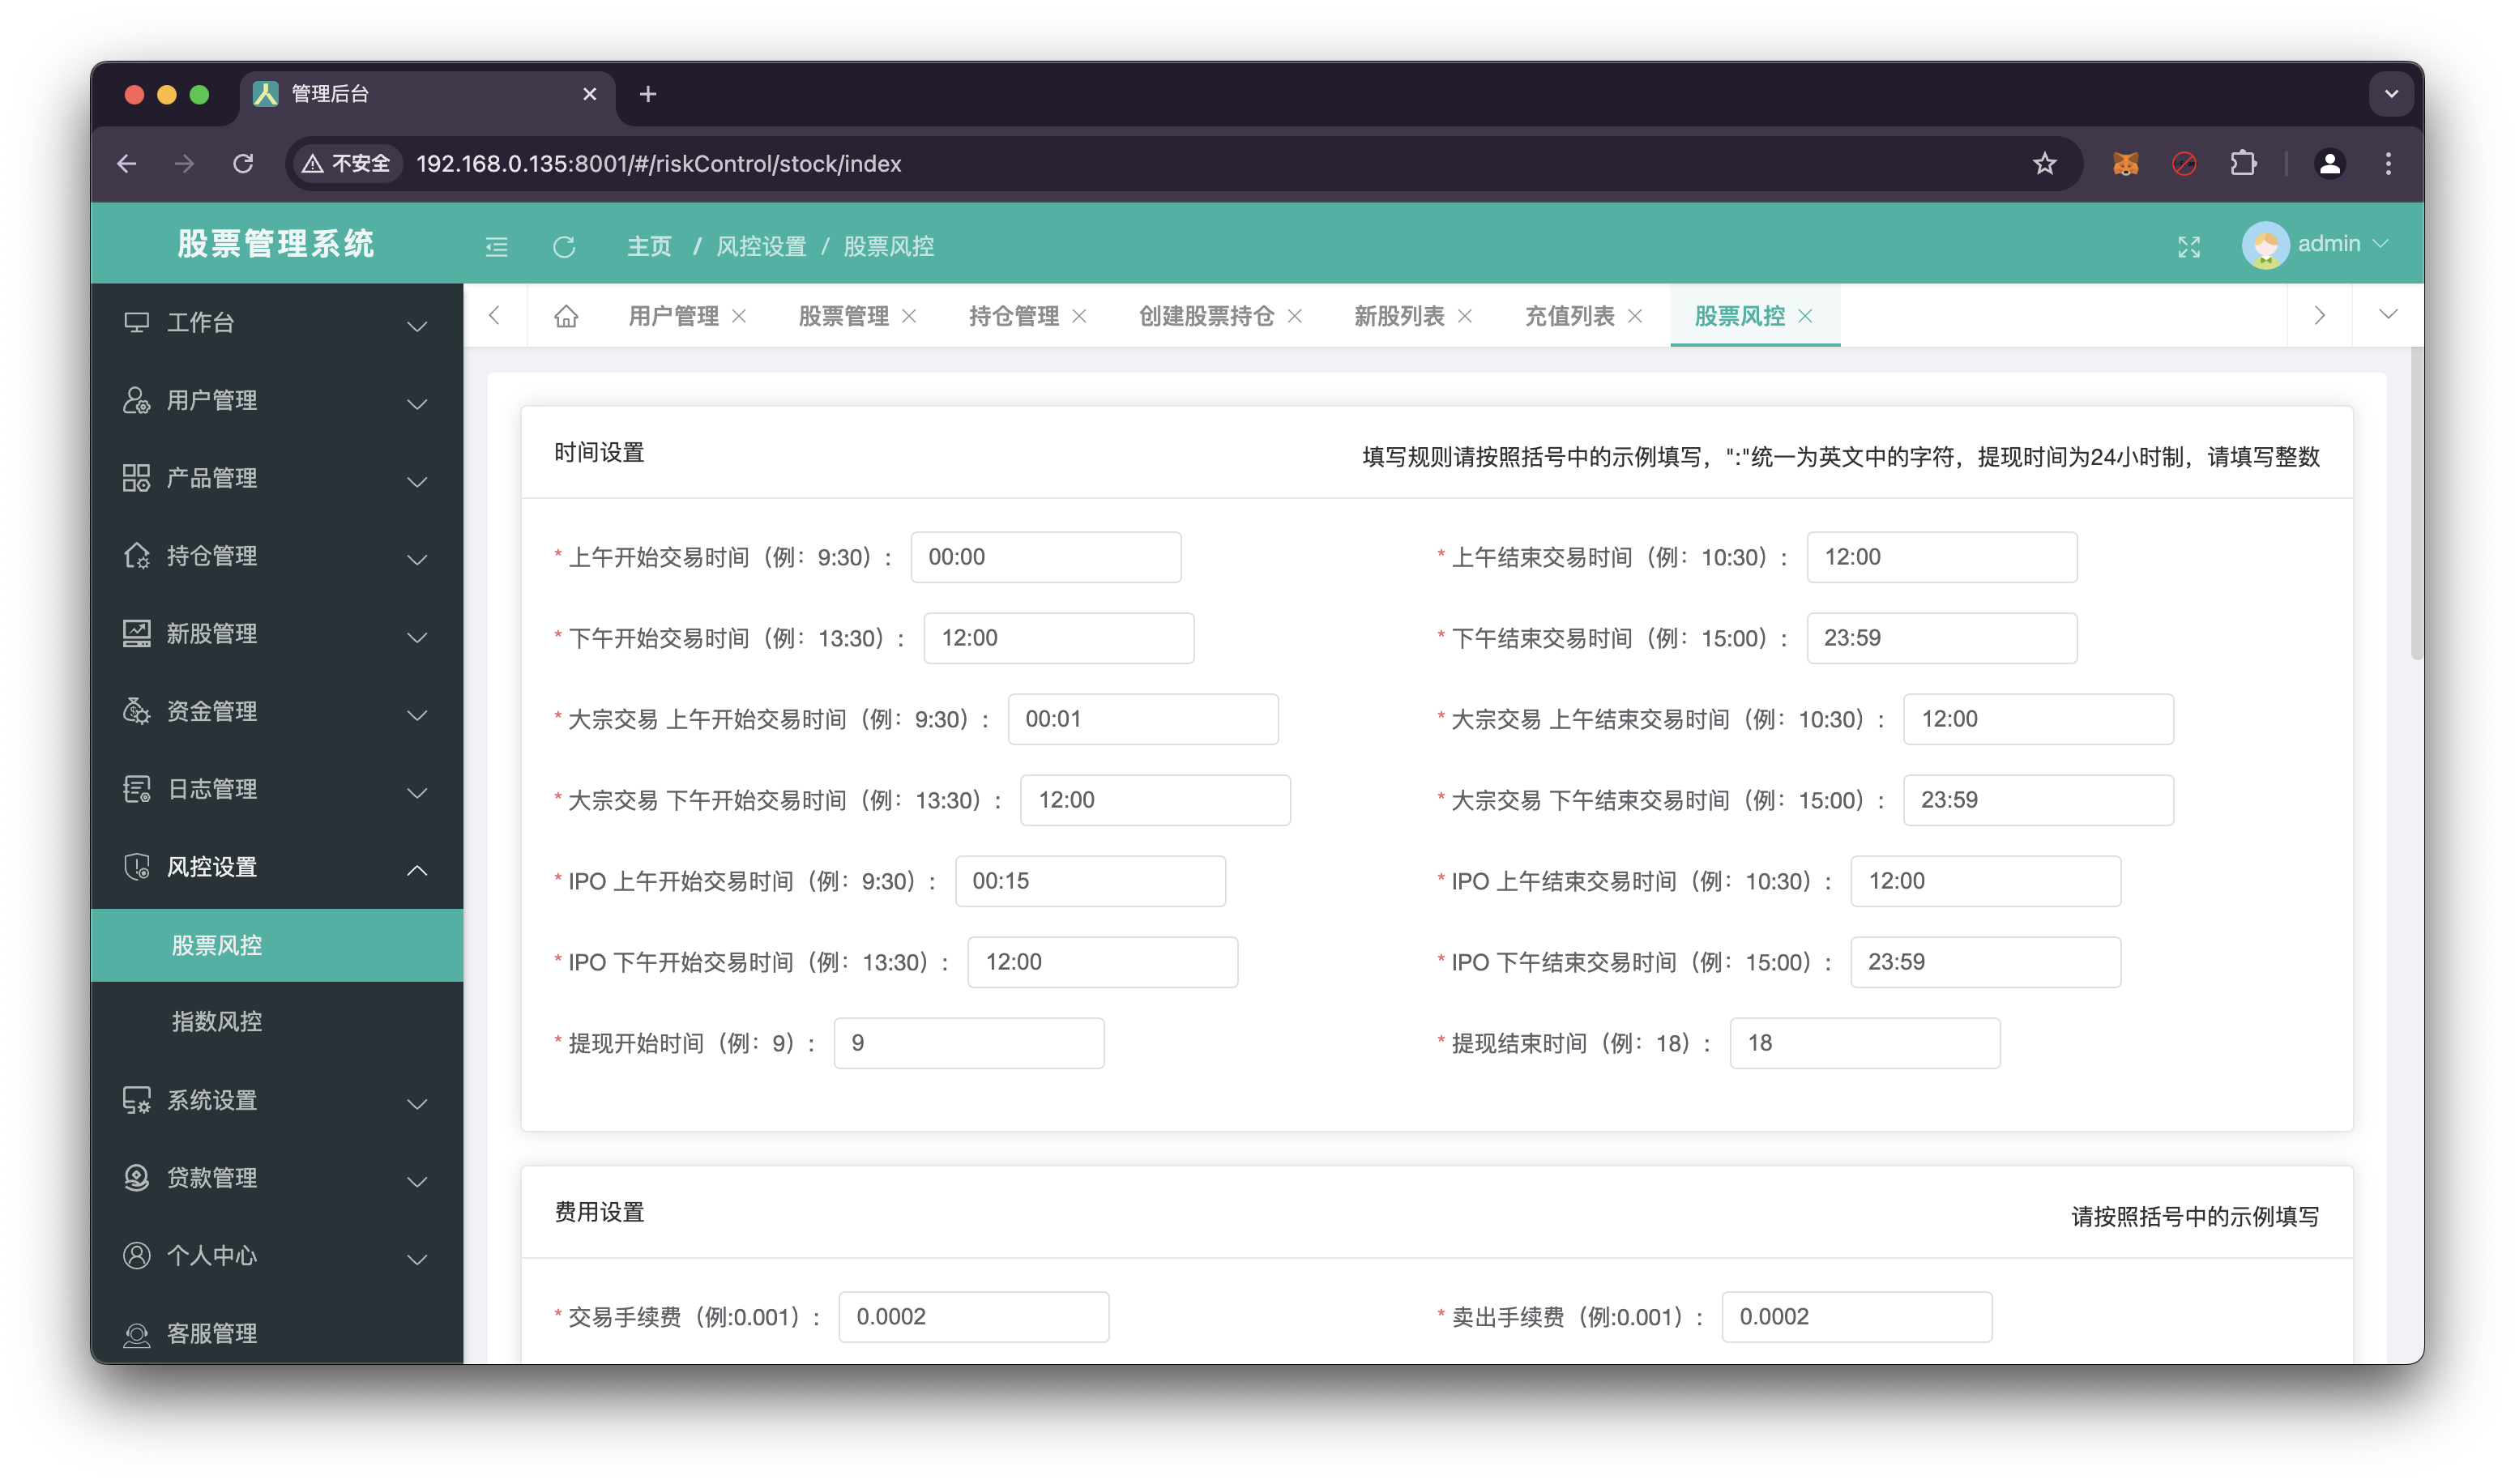 管理后台
不安全 192.168.0.135:8001/#/riskControl/stock/index
股票管理系统
主页 / 风控设置 / 股票风控
admin
用户管理 股票管理 持仓管理 创建股票持仓 新股列表 充值列表 股票风控
工作台
用户管理
产品管理
持仓管理
新股管理
资金管理
日志管理
风控设置
股票风控
指数风控
系统设置
贷款管理
个人中心
客服管理
时间设置 填写规则请按照括号中的示例填写，":"统一为英文中的字符，提现时间为24小时制，请填写整数
* 上午开始交易时间（例：9:30）: 00:00 * 上午结束交易时间（例：10:30）: 12:00
* 下午开始交易时间（例：13:30）: 12:00 * 下午结束交易时间（例：15:00）: 23:59
* 大宗交易 上午开始交易时间（例：9:30）: 00:01 * 大宗交易 上午结束交易时间（例：10:30）: 12:00
* 大宗交易 下午开始交易时间（例：13:30）: 12:00 * 大宗交易 下午结束交易时间（例：15:00）: 23:59
* IPO 上午开始交易时间（例：9:30）: 00:15 * IPO 上午结束交易时间（例：10:30）: 12:00
* IPO 下午开始交易时间（例：13:30）: 12:00 * IPO 下午结束交易时间（例：15:00）: 23:59
* 提现开始时间（例：9）: 9 * 提现结束时间（例：18）: 18
费用设置 请按照括号中的示例填写
* 交易手续费（例:0.001）: 0.0002 * 卖出手续费（例:0.001）: 0.0002